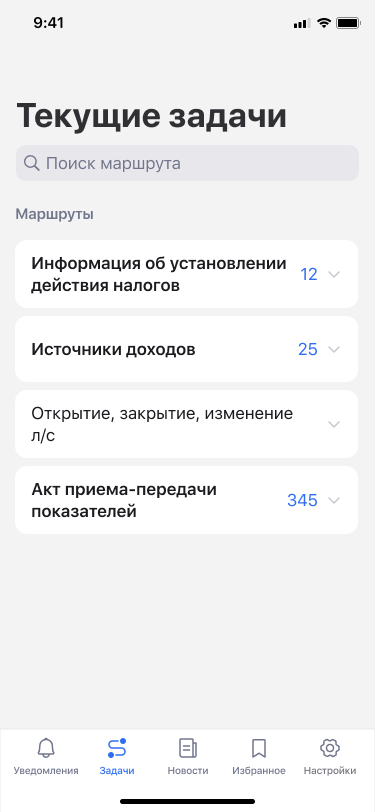 9:41
Текущие задачи
Поиск маршрута
Маршруты
Информация об установлении
действия налогов
12
Источники доходов
25
Открытие, закрытие, изменение
л/с
Акт приема-передачи
показателей
345
Уведомления
Задачи
Новости
Избранное
Настройки